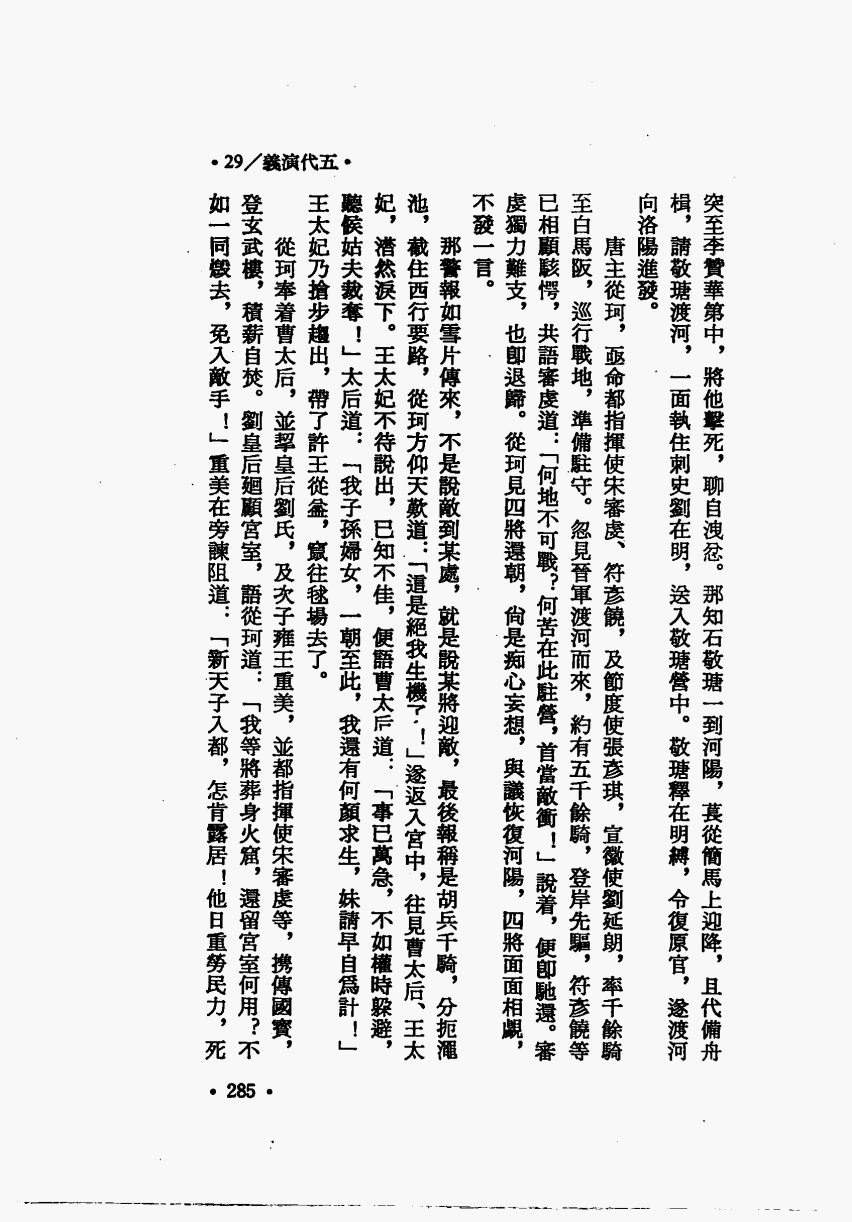 •29／義演代五•
突至李贊華第中，將他擊死，聊自洩忿。那知石敬瑭一到河陽，萇從簡馬上迎降，且代備舟
楫，請敬瑭渡河，一面執住刺史劉在明，送入敬瑭營中。敬瑭釋在明縛，令復原官，遂渡河
向洛陽進發。
唐主從珂，亟命都指揮使宋審虔、符彥饒，及節度使張彥琪，宣徽使劉延朗，率千餘騎
至白馬阪，巡行戰地，準備駐守。忽見晉軍渡河而來，約有五千餘騎，登岸先驅，符彥饒等
已相顧駭愕，共語審虔道：「何地不可戰？何苦在此駐營，首當敵衝！」說着，便卽馳還。審
虔獨力難支，也卽退歸。從珂見四將還朝，尙是痴心妄想，與議恢復河陽，四將面面相覷，
不發一言。
那警報如雪片傳來，不是說敵到某處，就是說某將迎敵，最後報稱是胡兵千騎，分扼澠
池，截住西行要路，從珂方仰天歎道：「這是絕我生機了！」遂返入宮中，往見曹太后、王太
妃，潸然淚下。王太妃不待說出，已知不佳，便語曹太后道：「事已萬急，不如權時躲避，
聽候姑夫裁奪！」太后道：「我子孫婦女，一朝至此，我還有何顏求生，妹請早自爲計！」
王太妃乃搶步趨出，帶了許王從益，竄往毬場去了。
從珂奉着曹太后，並挈皇后劉氏，及次子雍王重美，並都指揮使宋審虔等，携傳國寶，
登玄武樓，積薪自焚。劉皇后廻顧宮室，語從珂道：「我等將葬身火窟，還留宮室何用？不
如一同燬去，免入敵手！」重美在旁諫阻道：「新天子入都，怎肯露居！他日重勞民力，死
•285•